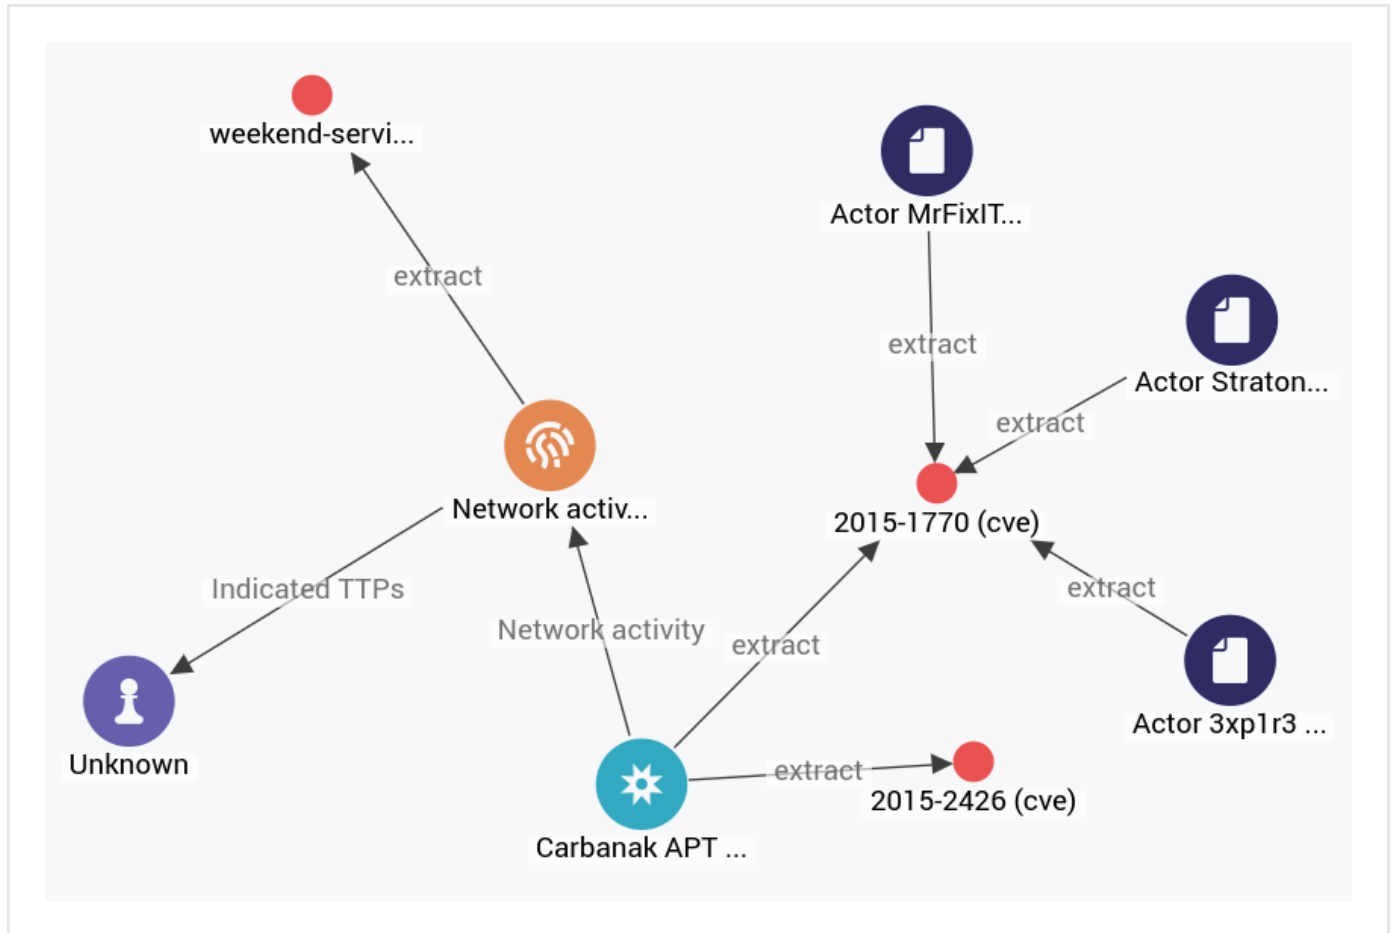 weekend-servi...
Actor MrFixIT...
extract
extract
Actor Straton...
extract
Network activ...
2015-1770 (cve)
Indicated TTPs
extract
Network activity
extract
Actor 3xp1r3 ...
Unknown
extract
2015-2426 (cve)
Carbanak APT ...